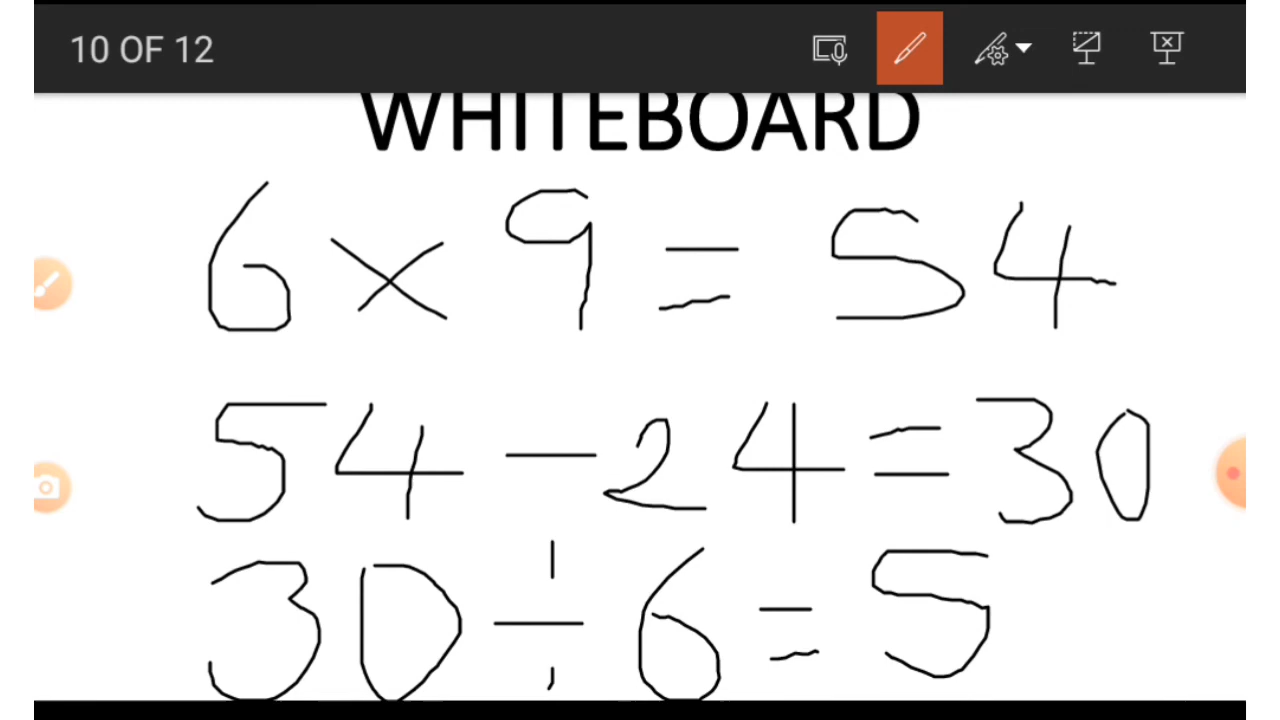 10 OF 12
WHITEBOARD
6 × 9 = 54
54 - 24 = 30
30 ÷ 6 = 5